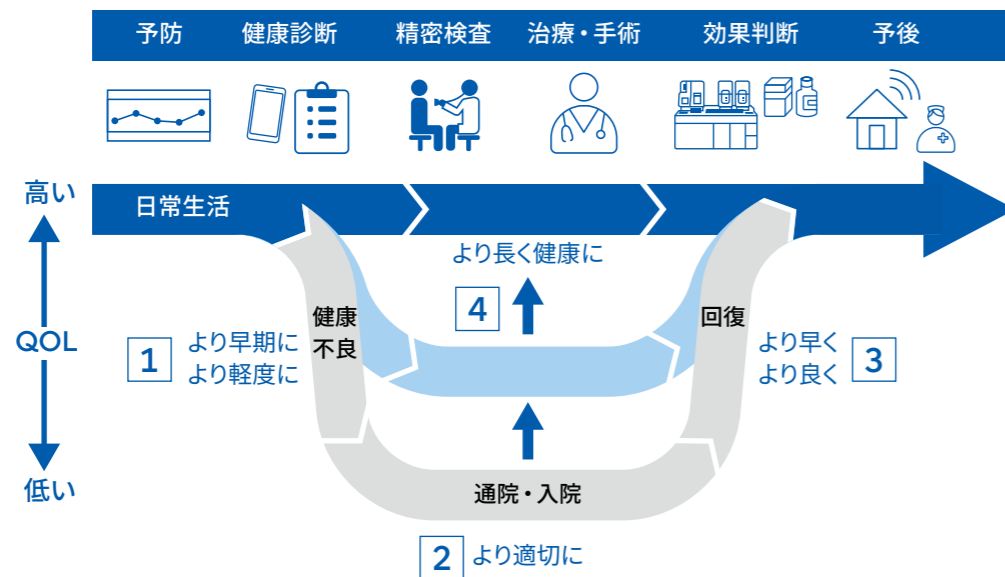 予防 健康診断 精密検査 治療・手術 効果判断 予後
高い
日常生活
より長く健康に
4
健康
不良
回復
QOL
1
より早期に
より軽度に
より早く
より良く
3
低い
通院・入院
2 より適切に